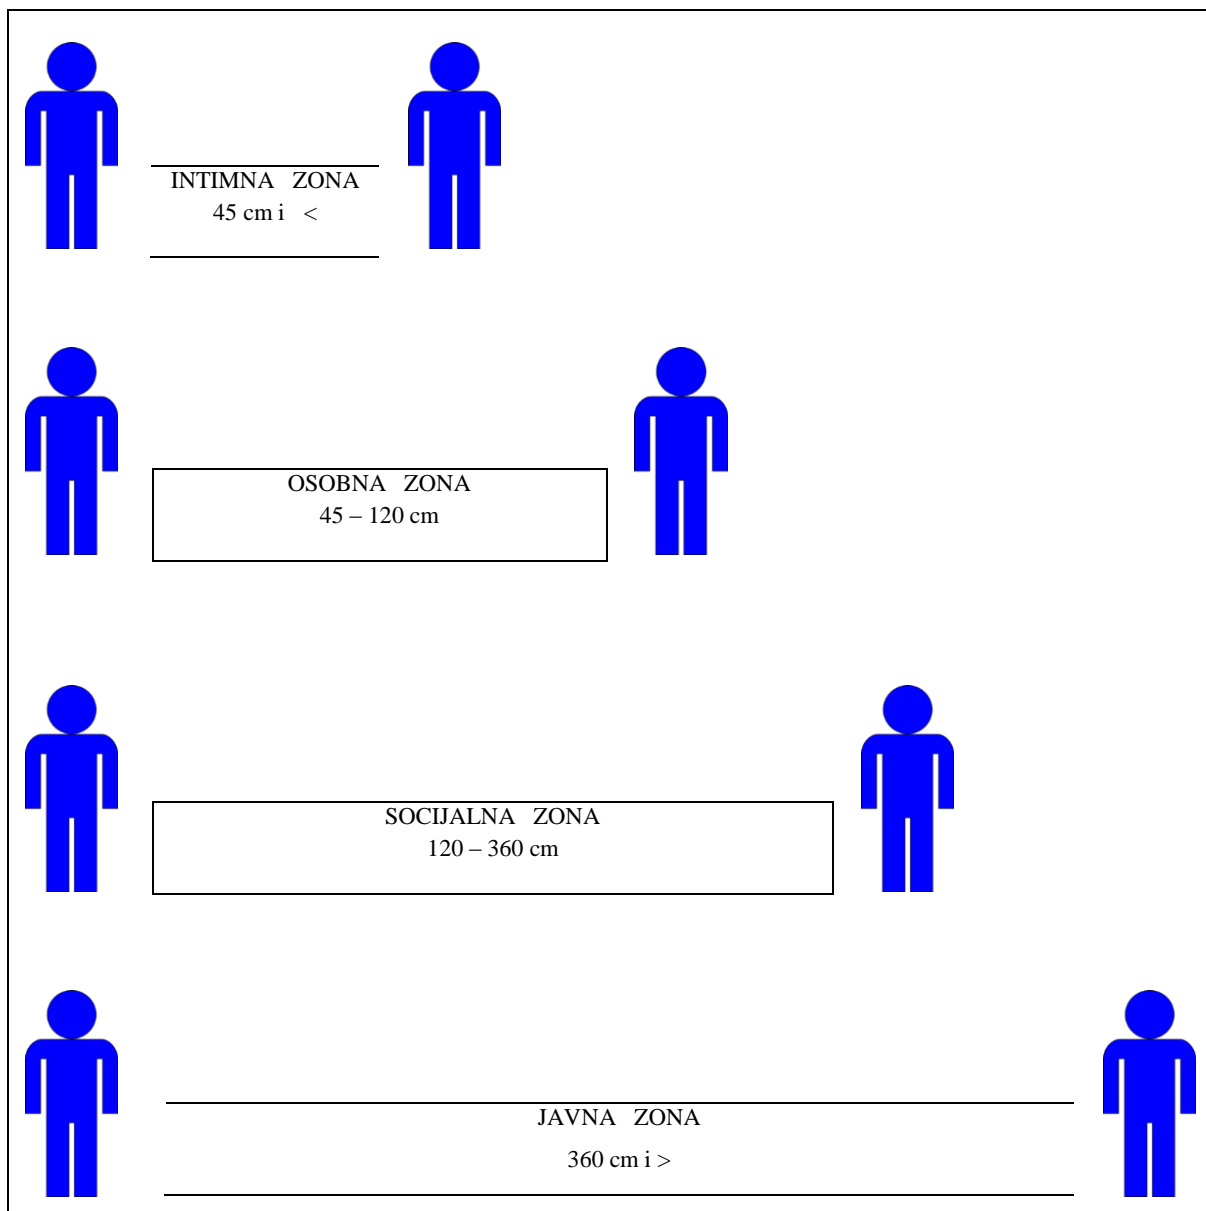 INTIMNA ZONA
45 cm i <
OSOBNA ZONA
45 – 120 cm
SOCIJALNA ZONA
120 – 360 cm
JAVNA ZONA
360 cm i >